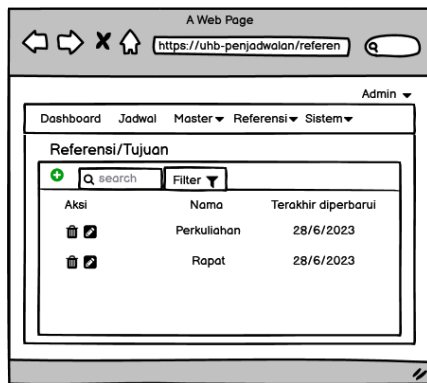 A Web Page
https://uhb-penjadwalan/referen
Admin
Dashboard Jadwal Master Referensi Sistem
Referensi/Tujuan
search Filter
Aksi Nama Terakhir diperbarui
Perkuliahan 28/6/2023
Rapat 28/6/2023